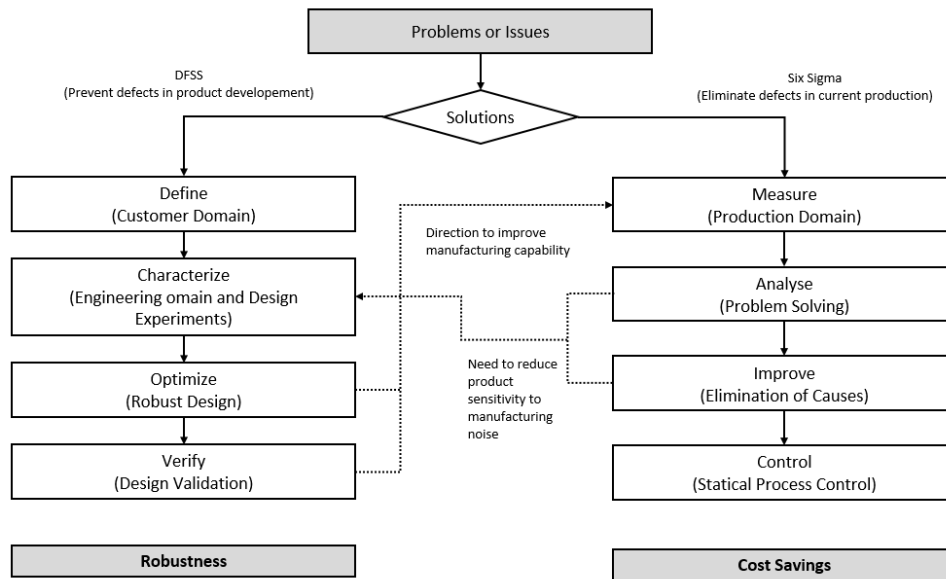 Problems or Issues
DFSS
(Prevent defects in product developement)
Six Sigma
(Eliminate defects in current production)
Solutions
Define
(Customer Domain)
Measure
(Production Domain)
Direction to improve
manufacturing capability
Characterize
(Engineering omain and Design
Experiments)
Analyse
(Problem Solving)
Optimize
(Robust Design)
Need to reduce
product
sensitivity to
manufacturing
noise
Improve
(Elimination of Causes)
Verify
(Design Validation)
Control
(Statical Process Control)
Robustness
Cost Savings